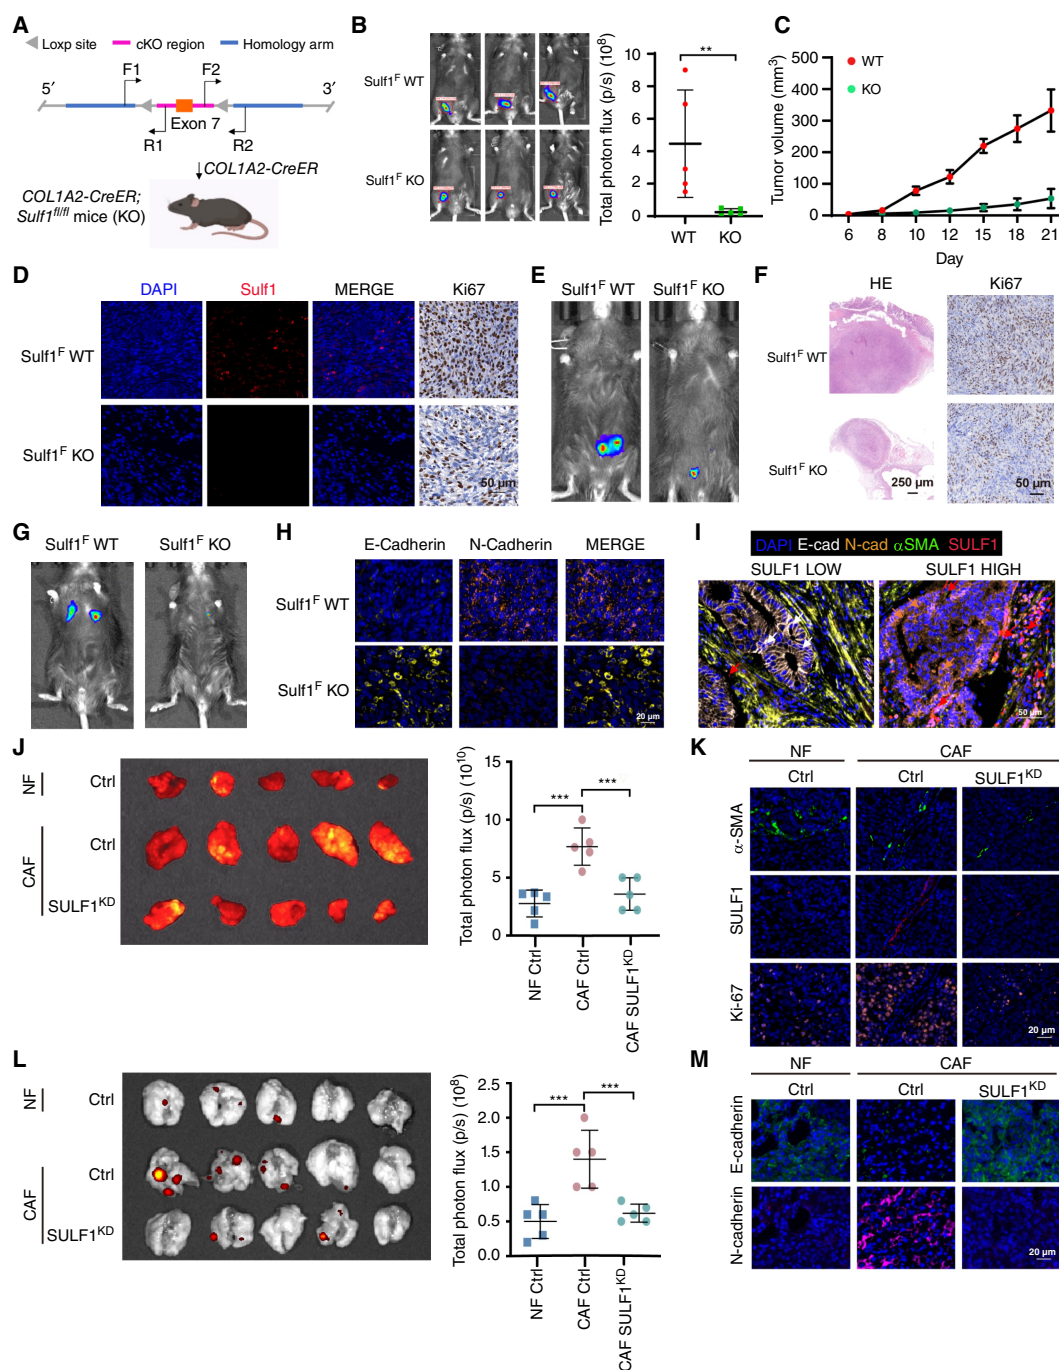 A
Loxp site
cKO region
Homology arm
5′
F1
F2
3′
Exon 7
R1
R2
COL1A2-CreER
COL1A2-CreER;
Sulf1fl/fl mice (KO)
B
Sulf1F WT
Sulf1F KO
Total photon flux (p/s) (10^8)
10
8
6
4
2
0
**
WT
KO
C
Tumor volume (mm3)
500
400
300
200
100
0
WT
KO
6
8
10
12
15
18
21
Day
D
DAPI
Sulf1
MERGE
Ki67
Sulf1F WT
Sulf1F KO
50 μm
E
Sulf1F WT
Sulf1F KO
F
HE
Ki67
Sulf1F WT
Sulf1F KO
250 μm
50 μm
G
Sulf1F WT
Sulf1F KO
H
E-Cadherin
N-Cadherin
MERGE
Sulf1F WT
Sulf1F KO
20 μm
I
DAPI E-cad N-cad αSMA SULF1
SULF1 LOW
SULF1 HIGH
50 μm
J
NF
Ctrl
CAF
Ctrl
SULF1KD
Total photon flux (p/s) (10^10)
15
10
5
0
***
***
NF Ctrl
CAF Ctrl
CAF SULF1KD
K
NF
CAF
Ctrl
Ctrl
SULF1KD
α-SMA
SULF1
Ki-67
20 μm
L
NF
Ctrl
CAF
Ctrl
SULF1KD
Total photon flux (p/s) (10^8)
2.5
2.0
1.5
1.0
0.5
0.0
***
***
NF Ctrl
CAF Ctrl
CAF SULF1KD
M
NF
CAF
Ctrl
Ctrl
SULF1KD
E-cadherin
N-cadherin
20 μm